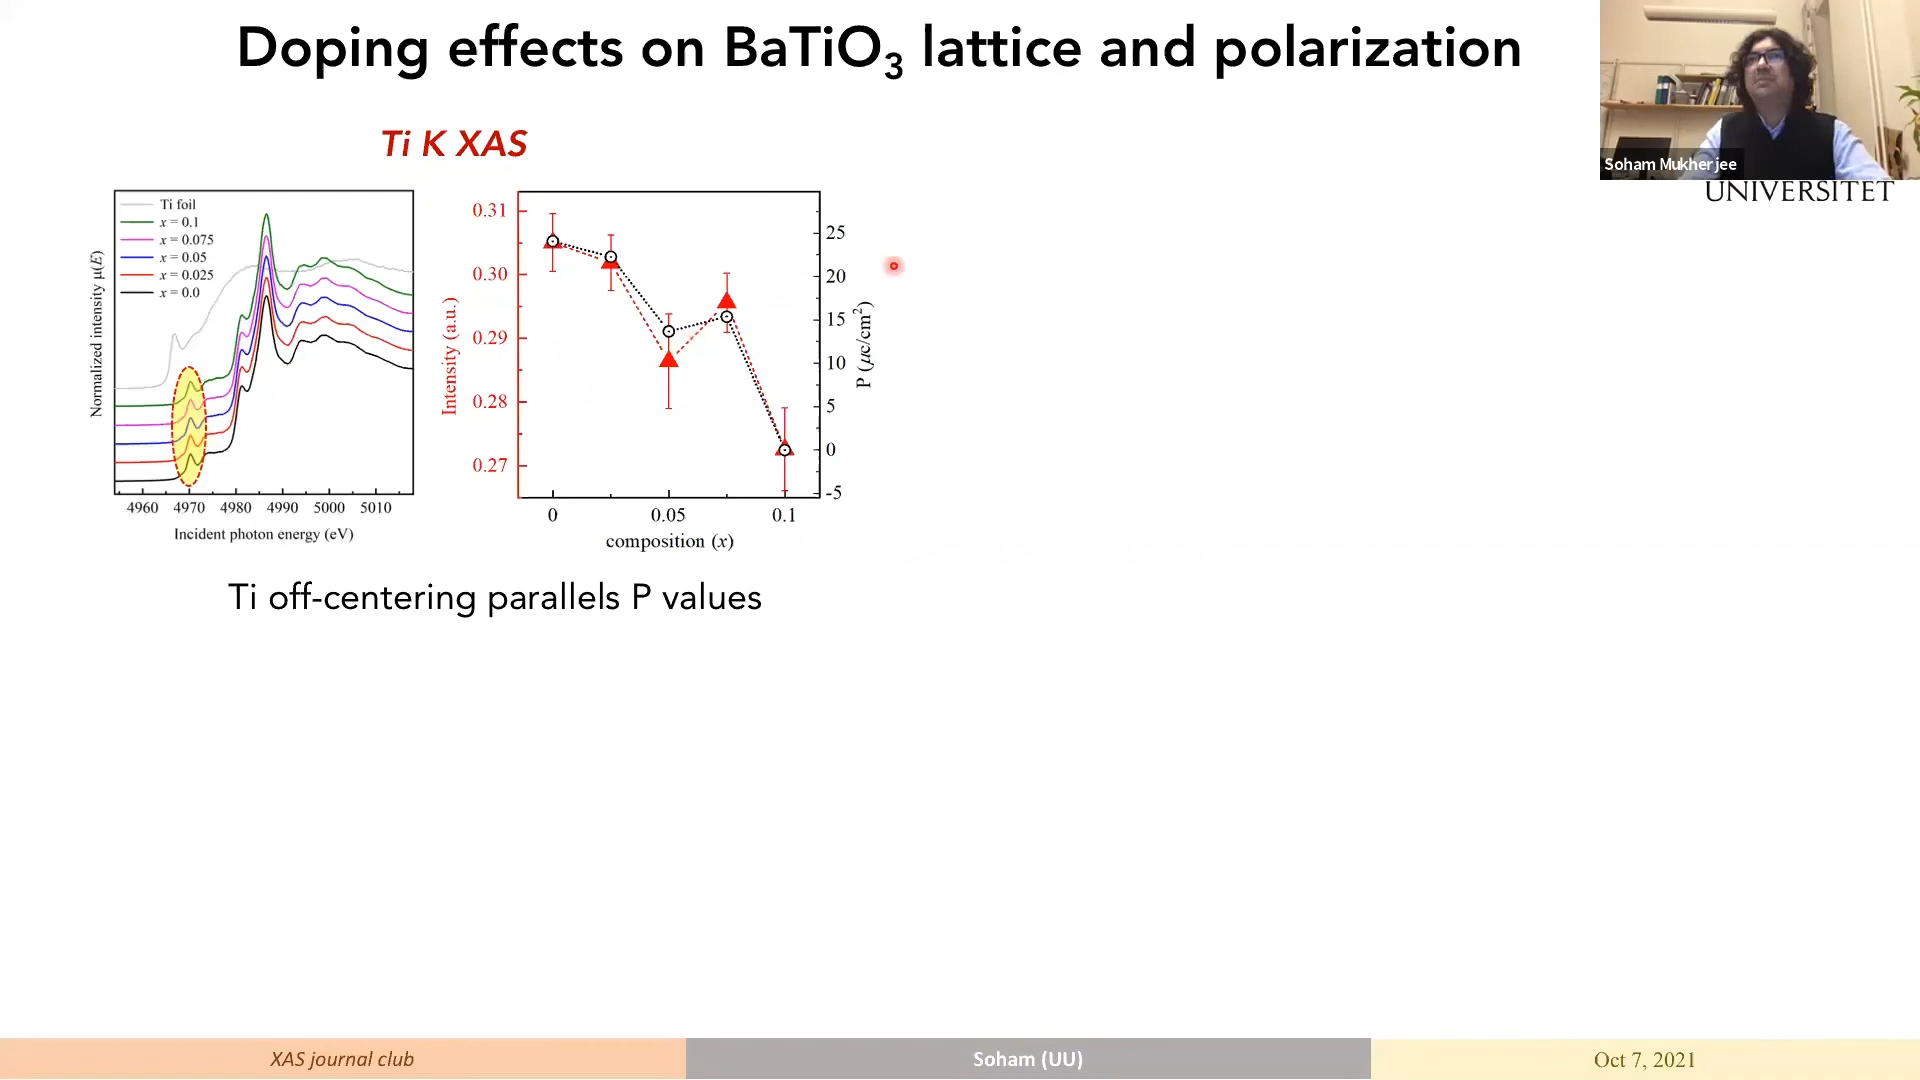 Doping effects on BaTiO3 lattice and polarization
Soham Mukherjee
UNIVERSITET
Ti K XAS
Normalized intensity μ(E)
Ti foil
x = 0.1
x = 0.075
x = 0.05
x = 0.025
x = 0.0
4960 4970 4980 4990 5000 5010
Incident photon energy (eV)
Intensity (a.u.)
0.31
0.30
0.29
0.28
0.27
25
20
15
10
5
0
-5
P (μc/cm2)
0 0.05 0.1
composition (x)
Ti off-centering parallels P values
XAS journal club
Soham (UU)
Oct 7, 2021